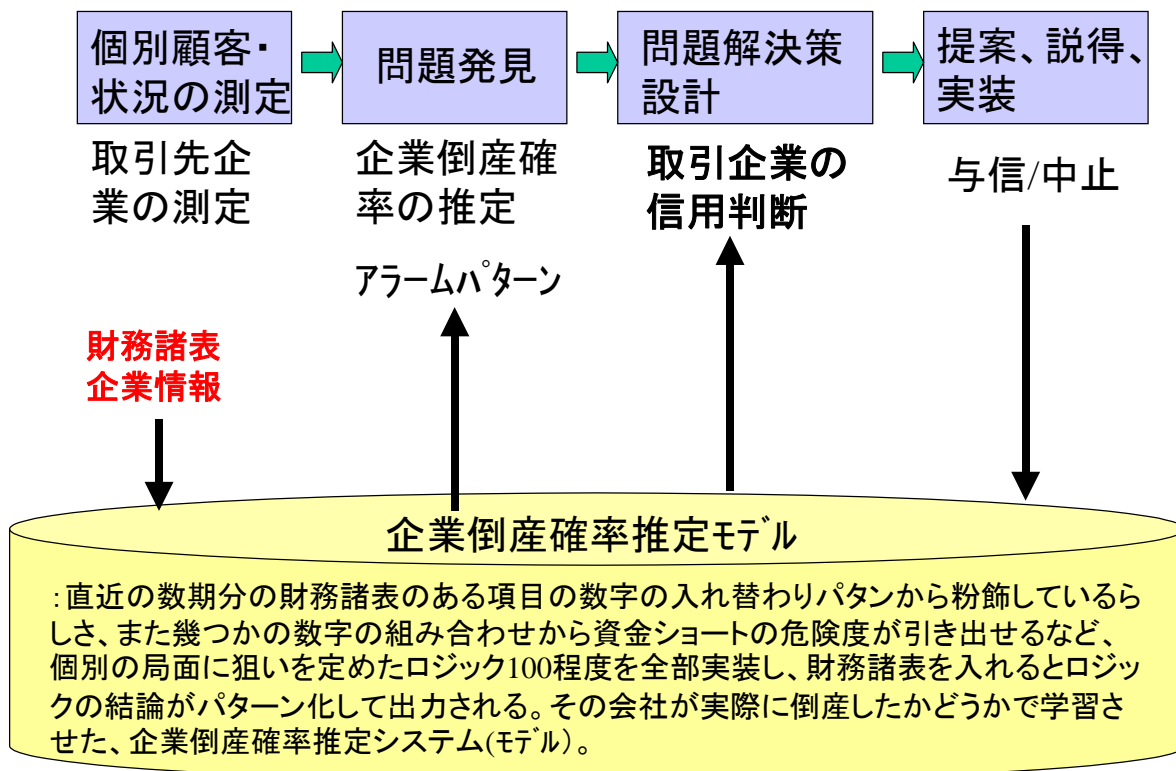 個別顧客・
状況の測定
問題発見
問題解決策
設計
提案、説得、
実装
取引先企
業の測定
企業倒産確
率の推定
取引企業の
信用判断
与信/中止
アラームパターン
財務諸表
企業情報
企業倒産確率推定ﾓﾃﾞﾙ
:直近の数期分の財務諸表のある項目の数字の入れ替わりパタンから粉飾しているら
しさ、また幾つかの数字の組み合わせから資金ショートの危険度が引き出せるなど、
個別の局面に狙いを定めたロジック100程度を全部実装し、財務諸表を入れるとロジッ
クの結論がパターン化して出力される。その会社が実際に倒産したかどうかで学習さ
せた、企業倒産確率推定システム(ﾓﾃﾞﾙ)。